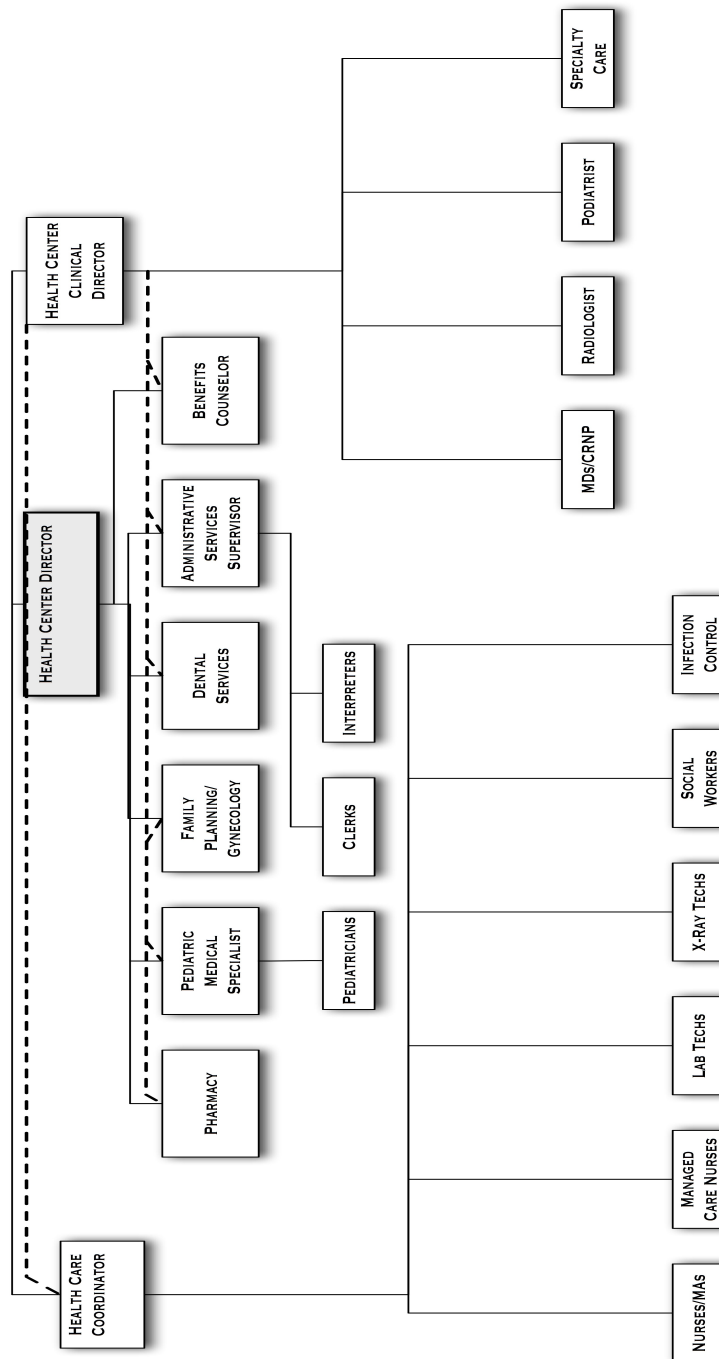 HEALTH CENTER DIRECTOR
HEALTH CARE
COORDINATOR
HEALTH CENTER
CLINICAL
DIRECTOR
PHARMACY
PEDIATRIC
MEDICAL
SPECIALIST
FAMILY
PLANNING/
GYNECOLOGY
DENTAL
SERVICES
ADMINISTRATIVE
SERVICES
SUPERVISOR
BENEFITS
COUNSELOR
PEDIATRICIANS
CLERKS
INTERPRETERS
MDS/CRNP
RADIOLOGIST
PODIATRIST
SPECIALTY
CARE
NURSES/MAS
MANAGED
CARE NURSES
LAB TECHS
X-RAY TECHS
SOCIAL
WORKERS
INFECTION
CONTROL